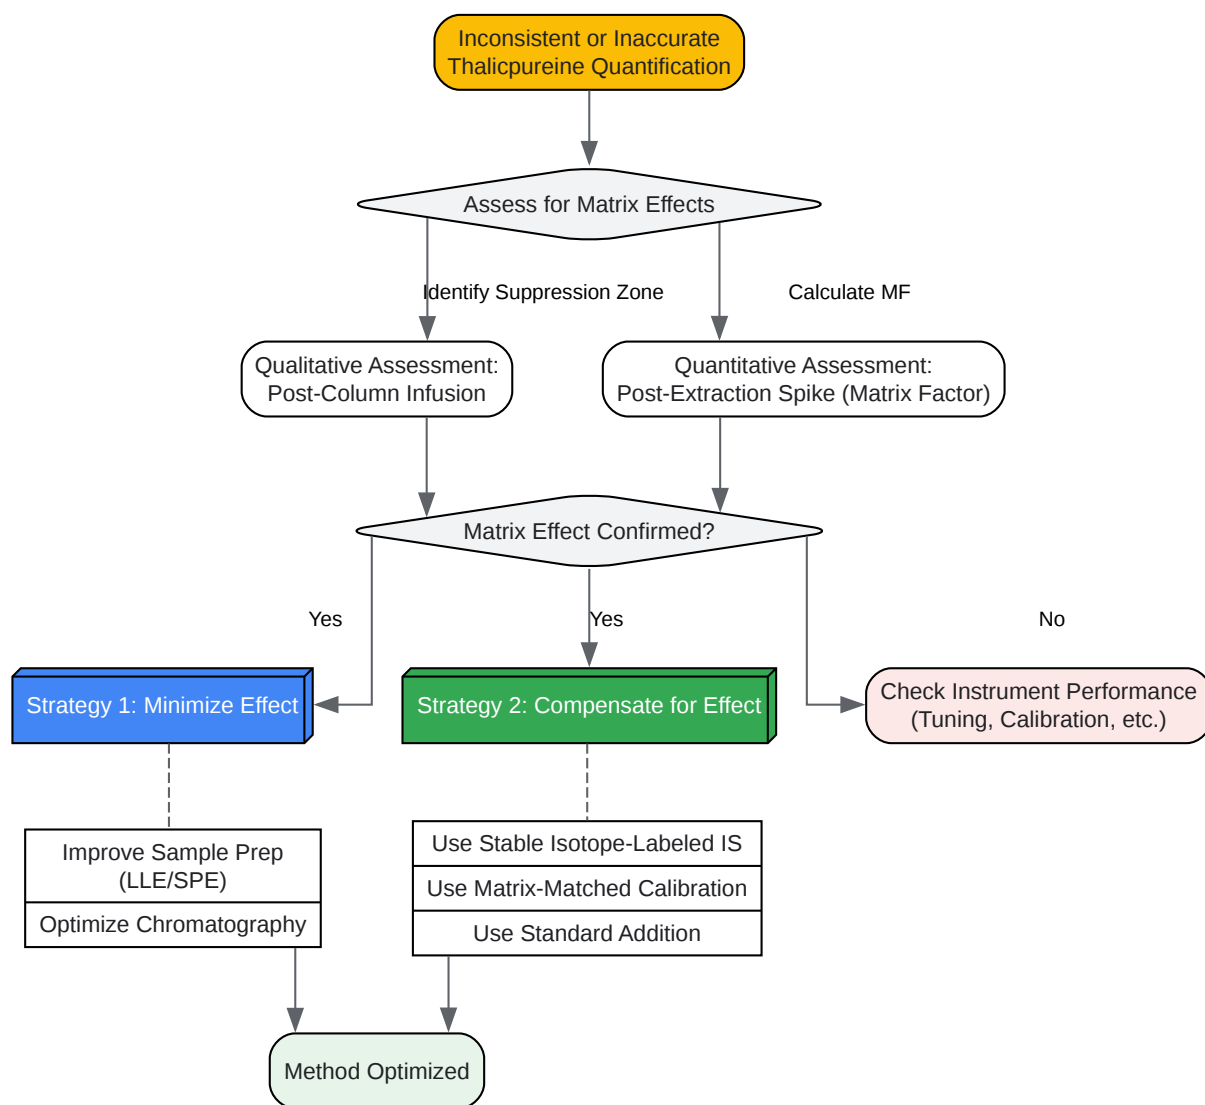 Inconsistent or Inaccurate
Thalicpureine Quantification
Assess for Matrix Effects
Identify Suppression Zone
Calculate MF
Qualitative Assessment:
Post-Column Infusion
Quantitative Assessment:
Post-Extraction Spike (Matrix Factor)
Matrix Effect Confirmed?
Yes
Yes
No
Strategy 1: Minimize Effect
Strategy 2: Compensate for Effect
Check Instrument Performance
(Tuning, Calibration, etc.)
Improve Sample Prep
(LLE/SPE)
Optimize Chromatography
Use Stable Isotope-Labeled IS
Use Matrix-Matched Calibration
Use Standard Addition
Method Optimized